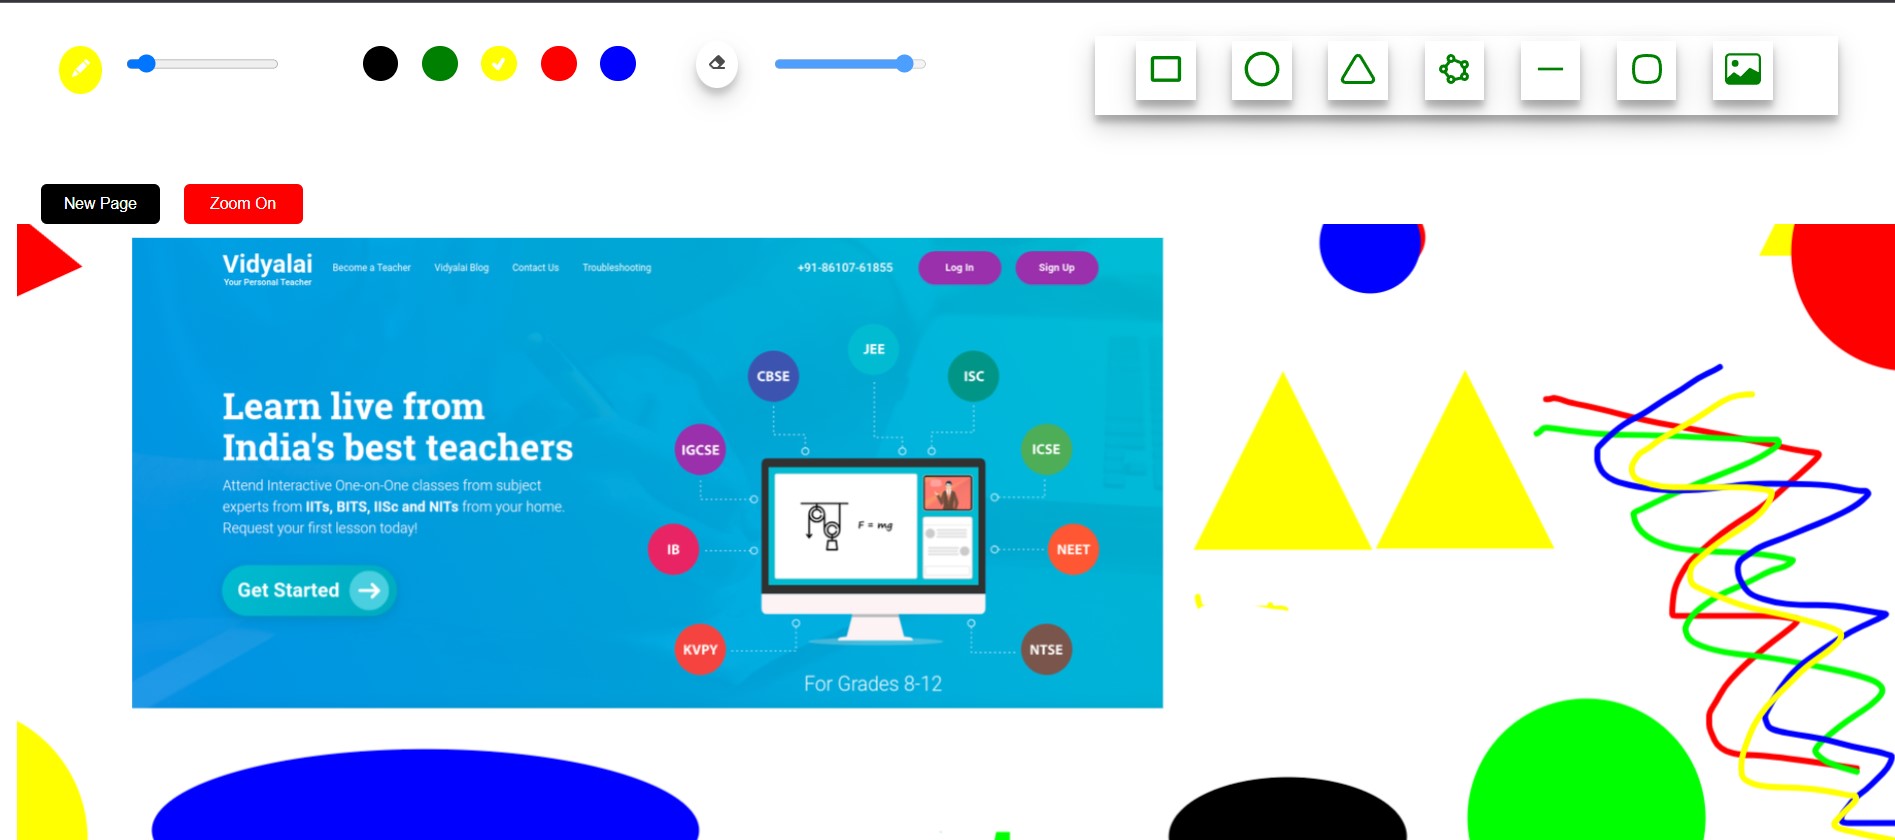 New Page
Zoom On
Vidyalai
Your Personal Teacher
Become a Teacher
Vidyalai Blog
Contact Us
Troubleshooting
+91-86107-61855
Log In
Sign Up
Learn live from
India's best teachers
Attend Interactive One-on-One classes from subject
experts from IITs, BITS, IISc and NITs from your home.
Request your first lesson today!
Get Started
JEE
CBSE
ISC
IGCSE
ICSE
F = mg
IB
NEET
KVPY
NTSE
For Grades 8-12